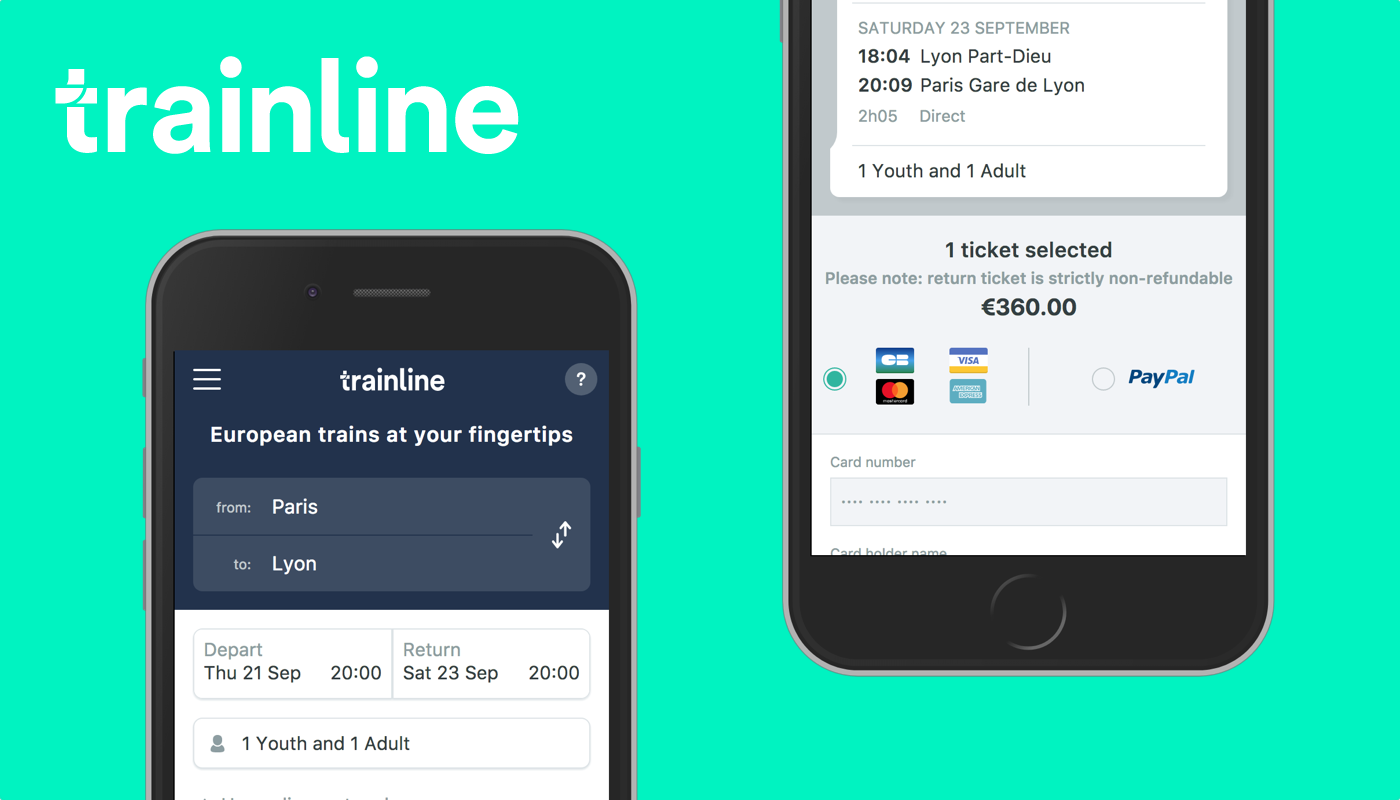 trainline
trainline
?
European trains at your fingertips
from: Paris
to: Lyon
Depart
Thu 21 Sep 20:00
Return
Sat 23 Sep 20:00
1 Youth and 1 Adult
SATURDAY 23 SEPTEMBER
18:04 Lyon Part-Dieu
20:09 Paris Gare de Lyon
2h05 Direct
1 Youth and 1 Adult
1 ticket selected
Please note: return ticket is strictly non-refundable
€360.00
CB VISA
mastercard AMERICAN EXPRESS
PayPal
Card number
•••• •••• •••• ••••
Card holder name